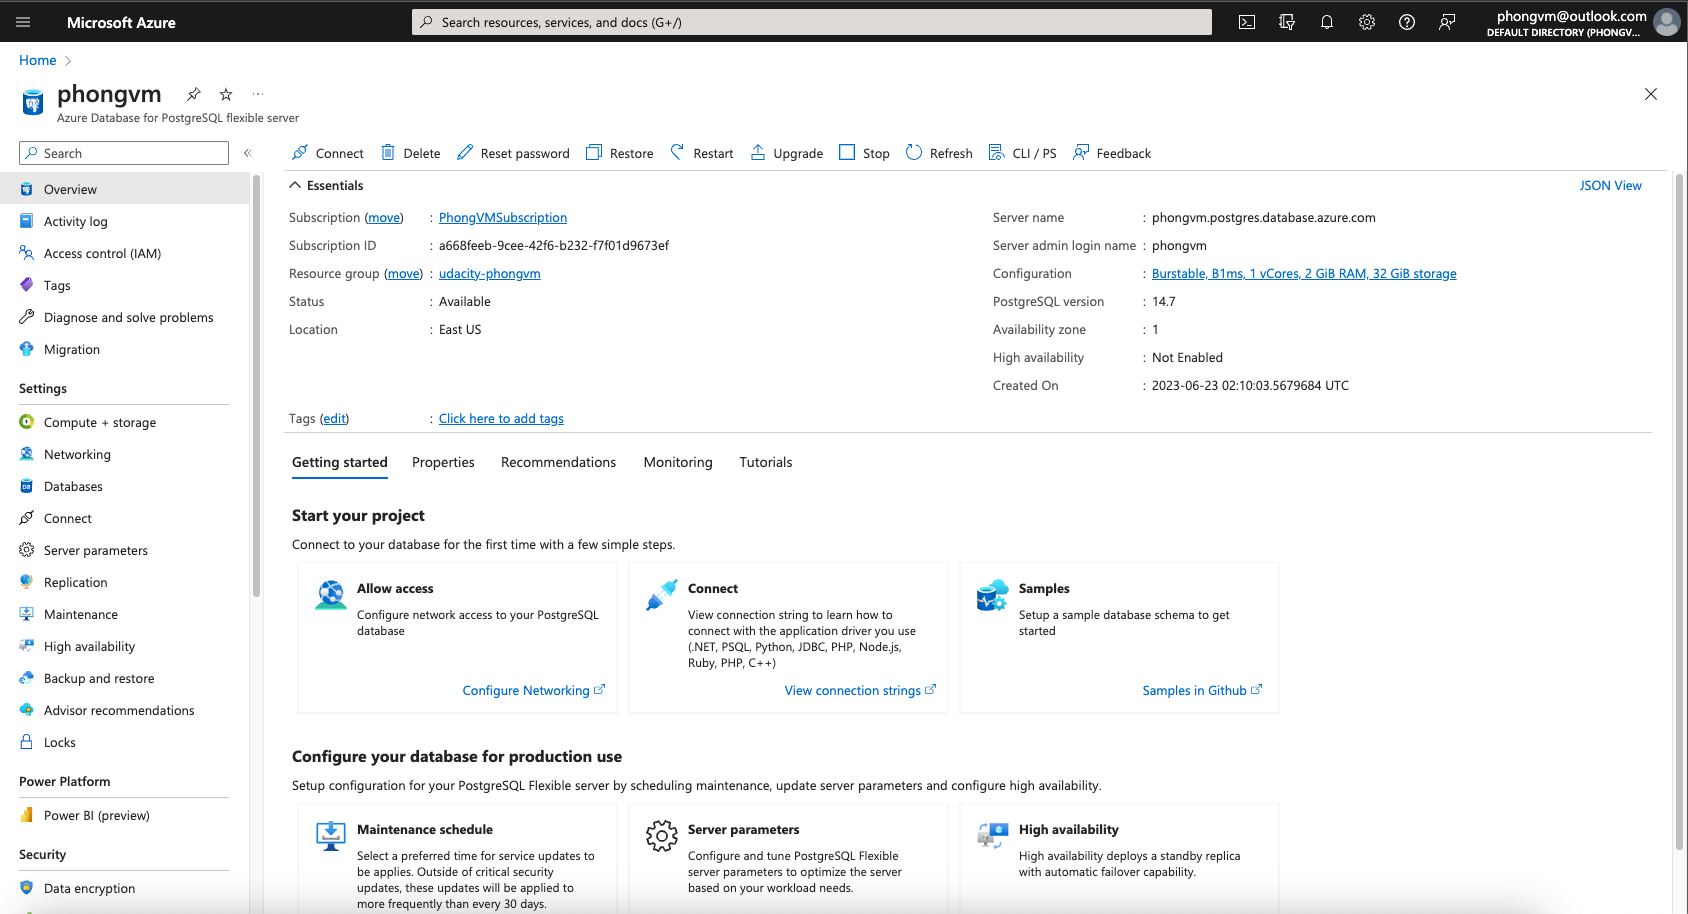 Microsoft Azure
Search resources, services, and docs (G+/)
phongvm@outlook.com
DEFAULT DIRECTORY (PHONGV...
Home
phongvm
Azure Database for PostgreSQL flexible server
Search
Connect
Delete
Reset password
Restore
Restart
Upgrade
Stop
Refresh
CLI / PS
Feedback
Overview
Activity log
Access control (IAM)
Tags
Diagnose and solve problems
Migration
Settings
Compute + storage
Networking
Databases
Connect
Server parameters
Replication
Maintenance
High availability
Backup and restore
Advisor recommendations
Locks
Power Platform
Power BI (preview)
Security
Data encryption
Essentials
JSON View
Subscription (move) : PhongVMSubscription
Subscription ID : a668feeb-9cee-42f6-b232-f7f01d9673ef
Resource group (move) : udacity-phongvm
Status : Available
Location : East US
Server name : phongvm.postgres.database.azure.com
Server admin login name : phongvm
Configuration : Burstable, B1ms, 1 vCores, 2 GiB RAM, 32 GiB storage
PostgreSQL version : 14.7
Availability zone : 1
High availability : Not Enabled
Created On : 2023-06-23 02:10:03.5679684 UTC
Tags (edit) : Click here to add tags
Getting started
Properties
Recommendations
Monitoring
Tutorials
Start your project
Connect to your database for the first time with a few simple steps.
Allow access
Configure network access to your PostgreSQL
database
Configure Networking
Connect
View connection string to learn how to
connect with the application driver you use
(.NET, PSQL, Python, JDBC, PHP, Node.js,
Ruby, PHP, C++)
View connection strings
Samples
Setup a sample database schema to get
started
Samples in Github
Configure your database for production use
Setup configuration for your PostgreSQL Flexible server by scheduling maintenance, update server parameters and configure high availability.
Maintenance schedule
Select a preferred time for service updates to
be applies. Outside of critical security
updates, these updates will be applied to
more frequently than every 30 days.
Server parameters
Configure and tune PostgreSQL Flexible
server parameters to optimize the server
based on your workload needs.
High availability
High availability deploys a standby replica
with automatic failover capability.